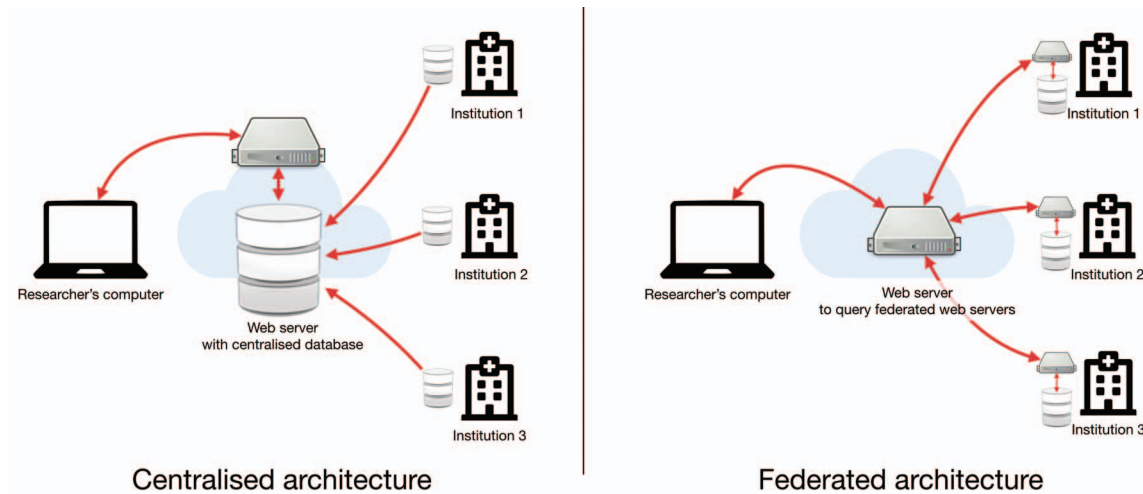 Institution 1
Institution 2
Researcher's computer
Web server
with centralised database
Institution 3
Centralised architecture
Institution 1
Institution 2
Researcher's computer
Web server
to query federated web servers
Institution 3
Federated architecture